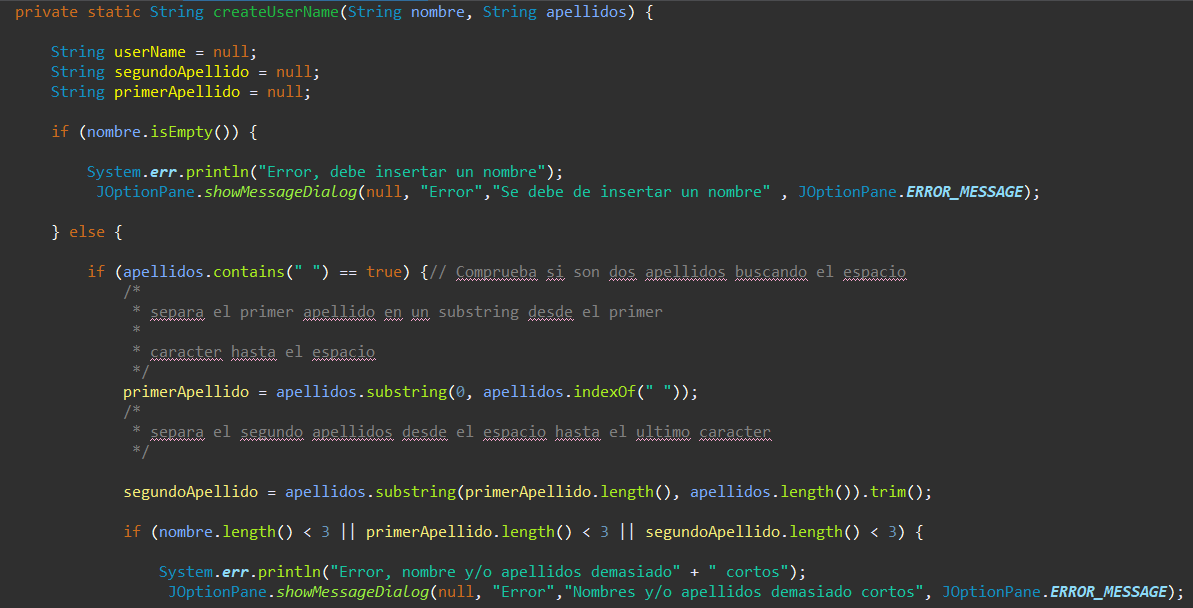 private static String createUserName(String nombre, String apellidos) {
String userName = null;
String segundoApellido = null;
String primerApellido = null;
if (nombre.isEmpty()) {
System.err.println("Error, debe insertar un nombre");
JOptionPane.showMessageDialog(null, "Error","Se debe de insertar un nombre" , JOptionPane.ERROR_MESSAGE);
} else {
if (apellidos.contains(" ") == true) {// Comprueba si son dos apellidos buscando el espacio
/*
* separa el primer apellido en un substring desde el primer
*
* caracter hasta el espacio
*/
primerApellido = apellidos.substring(0, apellidos.indexOf(" "));
/*
* separa el segundo apellidos desde el espacio hasta el ultimo caracter
*/
segundoApellido = apellidos.substring(primerApellido.length(), apellidos.length()).trim();
if (nombre.length() < 3 || primerApellido.length() < 3 || segundoApellido.length() < 3) {
System.err.println("Error, nombre y/o apellidos demasiado" + " cortos");
JOptionPane.showMessageDialog(null, "Error","Nombres y/o apellidos demasiado cortos", JOptionPane.ERROR_MESSAGE);